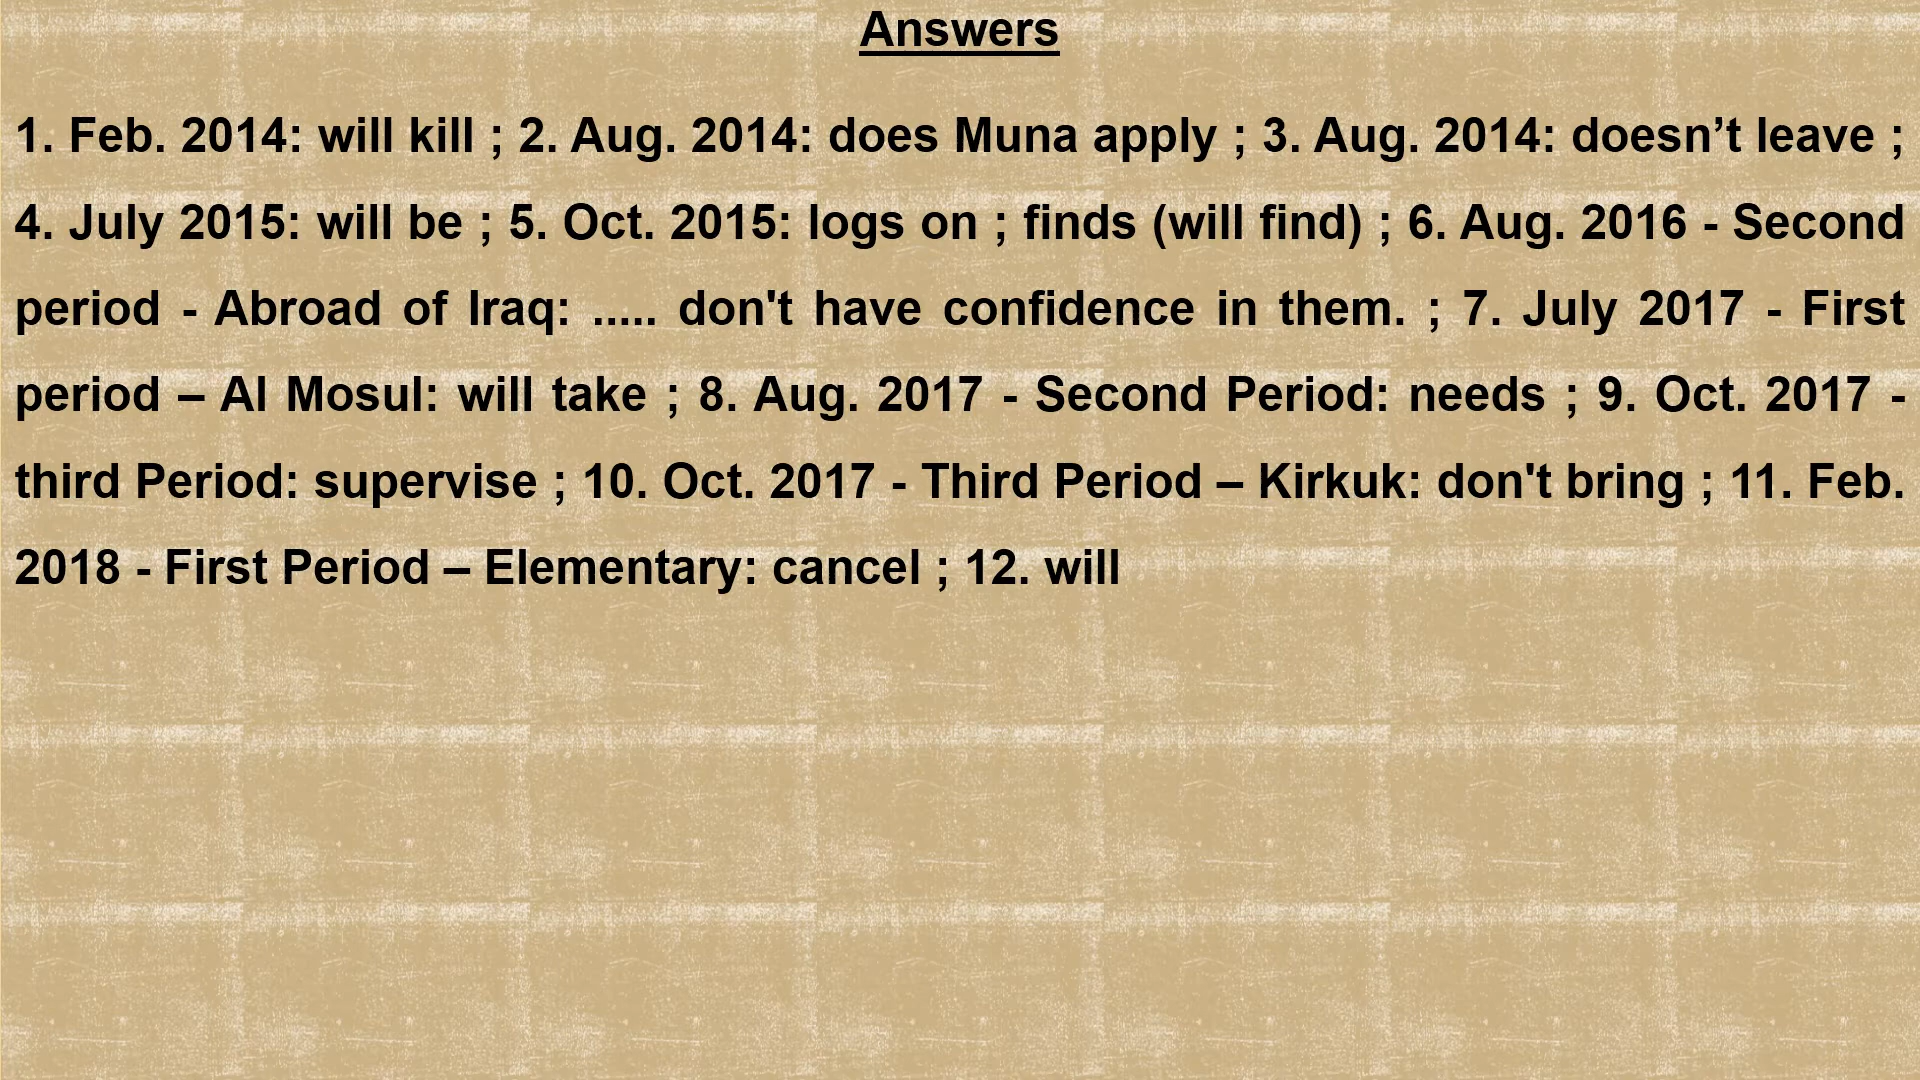 Answers
1. Feb. 2014: will kill ; 2. Aug. 2014: does Muna apply ; 3. Aug. 2014: doesn’t leave ;
4. July 2015: will be ; 5. Oct. 2015: logs on ; finds (will find) ; 6. Aug. 2016 - Second
period - Abroad of Iraq: ..... don't have confidence in them. ; 7. July 2017 - First
period – Al Mosul: will take ; 8. Aug. 2017 - Second Period: needs ; 9. Oct. 2017 -
third Period: supervise ; 10. Oct. 2017 - Third Period – Kirkuk: don't bring ; 11. Feb.
2018 - First Period – Elementary: cancel ; 12. will